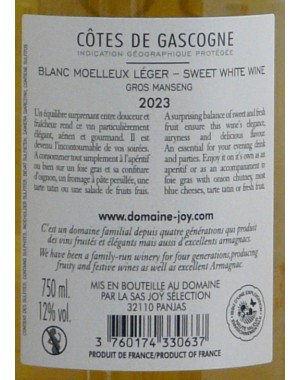 CÔTES DE GASCOGNE
INDICATION GÉOGRAPHIQUE PROTÉGÉE
BLANC MOELLEUX LÉGER – SWEET WHITE WINE
GROS MANSENG
2023
Un équilibre surprenant entre douceur et
fraîcheur rend ce vin particulièrement
élégant, aérien et gourmand. Il est
devenu l'incontournable de nos soirées.
A consommer tout simplement à l'apéritif
ou bien sur un foie gras et sa confiture
d'oignon, un fromage à pâte persillée, une
tarte tatin ou une salade de fruits frais.
A surprising balance of sweet and fresh
fruit ensure this wine's elegance,
airyness and delicious flavour.
An essential for your evening drink
and parties. Enjoy it on it's own as an
aperitif or as an accompaniment to
foie gras with onion chutney, most
blue cheeses, tarte tatin or fresh fruit.
www.domaine-joy.com
C'est un domaine familial depuis quatre générations qui produit
des vins fruités et élégants mais aussi d'excellents armagnacs.
We have been a family-run winery for four generations, producing
fruity and festive wines as well as excellent Armagnac.
750 ml.
12% vol.
MIS EN BOUTEILLE AU DOMAINE
PAR LA SAS JOY SÉLECTION
32110 PANJAS
3 760174 330637
PRODUIT DE FRANCE/PRODUCT OF FRANCE